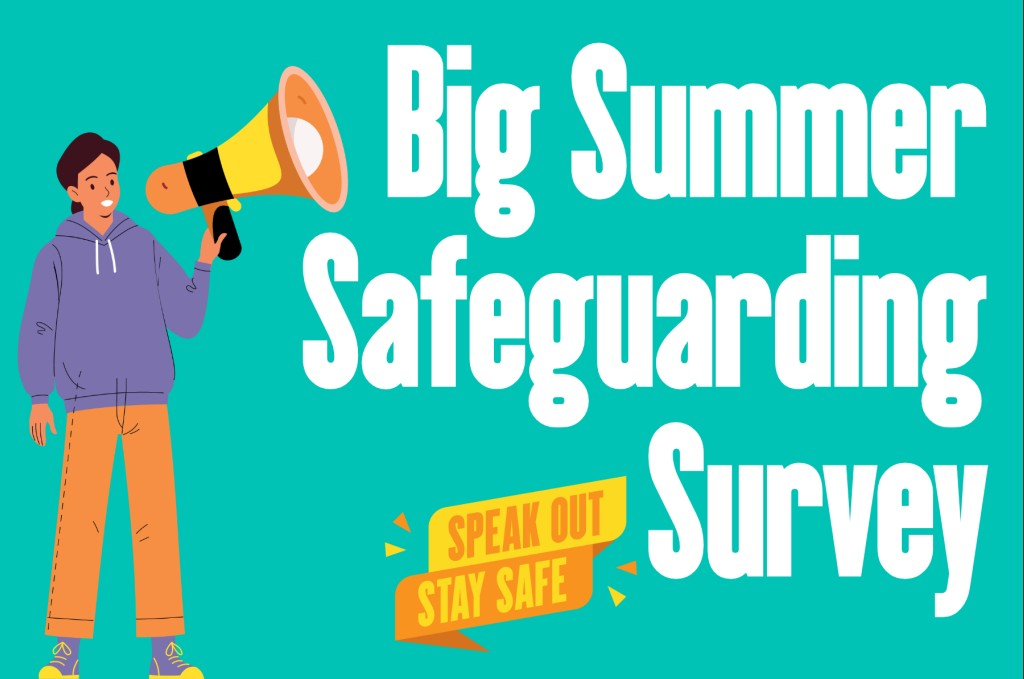 Big Summer
Safeguarding
Survey
SPEAK OUT
STAY SAFE